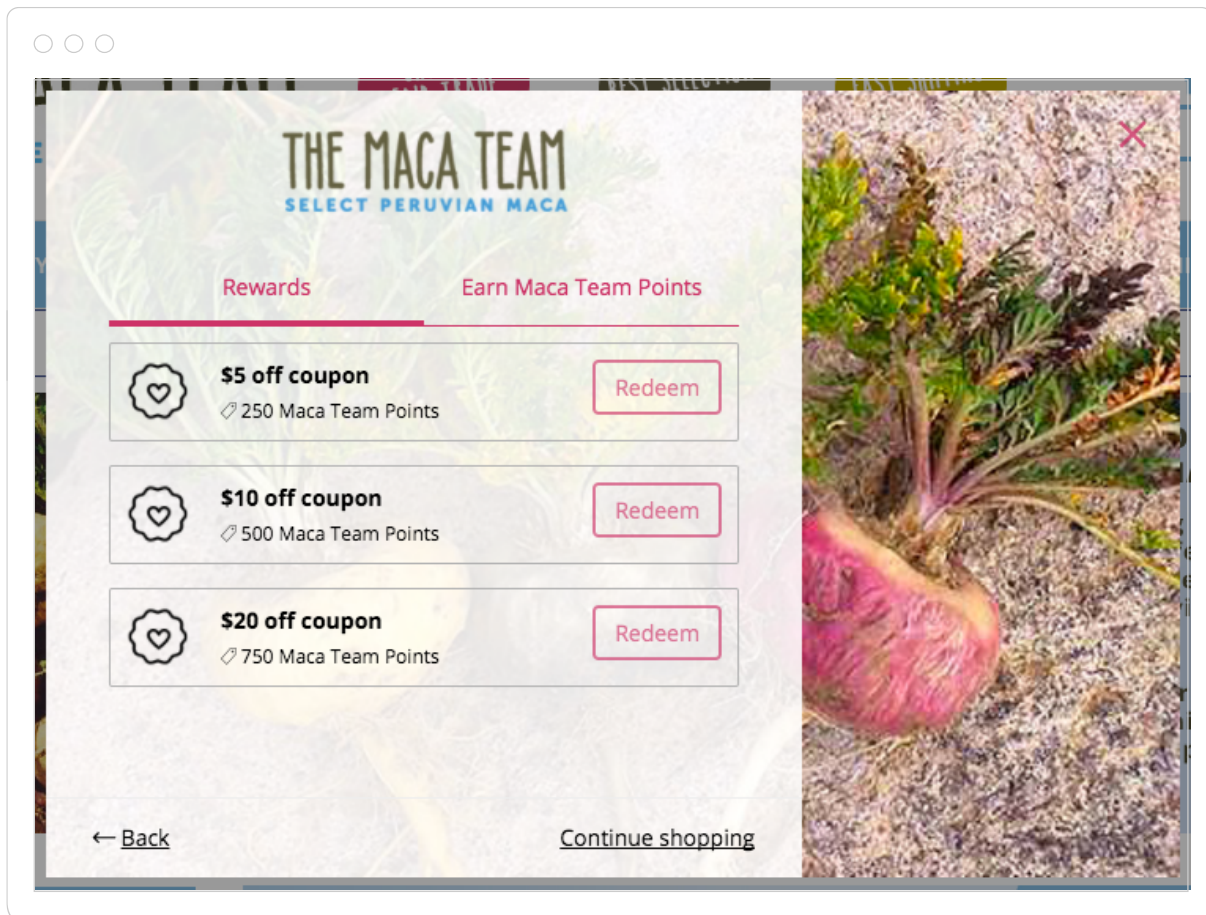 THE MACA TEAM
SELECT PERUVIAN MACA
Rewards
Earn Maca Team Points
$5 off coupon
250 Maca Team Points
Redeem
$10 off coupon
500 Maca Team Points
Redeem
$20 off coupon
750 Maca Team Points
Redeem
← Back
Continue shopping